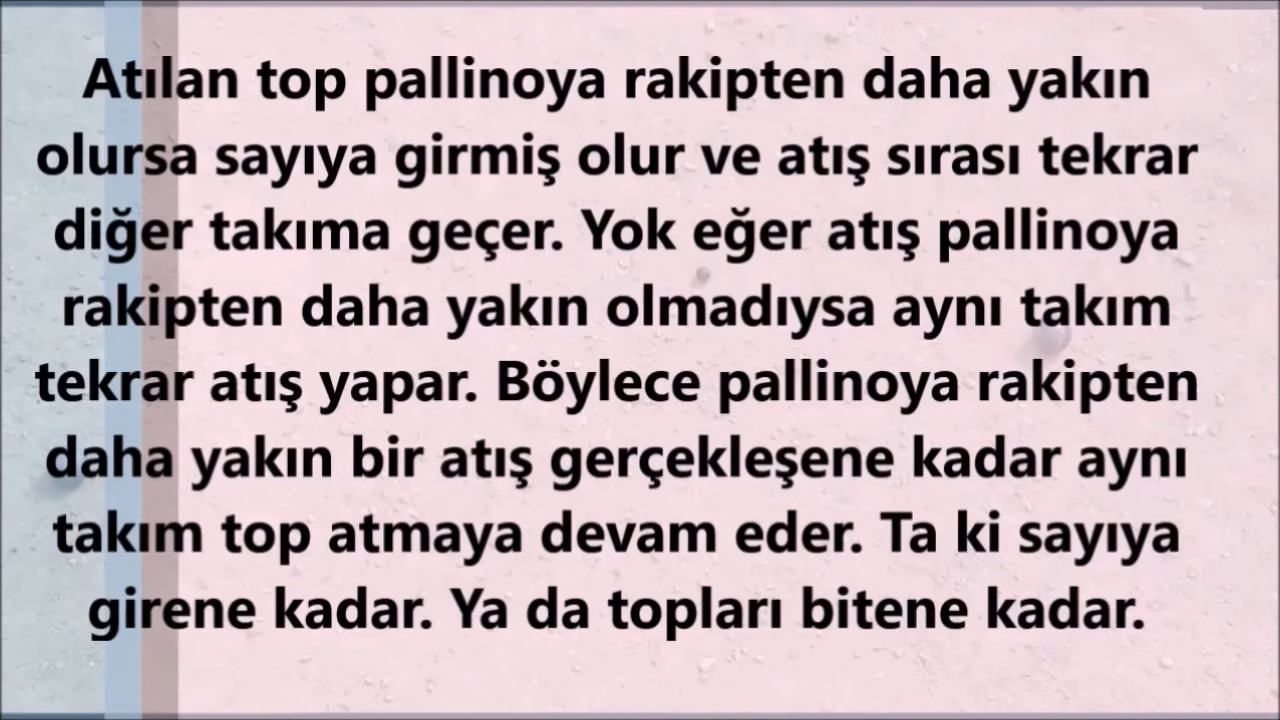 Atılan top pallinoya rakipten daha yakın
olursa sayıya girmiş olur ve atış sırası tekrar
diğer takıma geçer. Yok eğer atış pallinoya
rakipten daha yakın olmadıysa aynı takım
tekrar atış yapar. Böylece pallinoya rakipten
daha yakın bir atış gerçekleşene kadar aynı
takım top atmaya devam eder. Ta ki sayıya
girene kadar. Ya da topları bitene kadar.